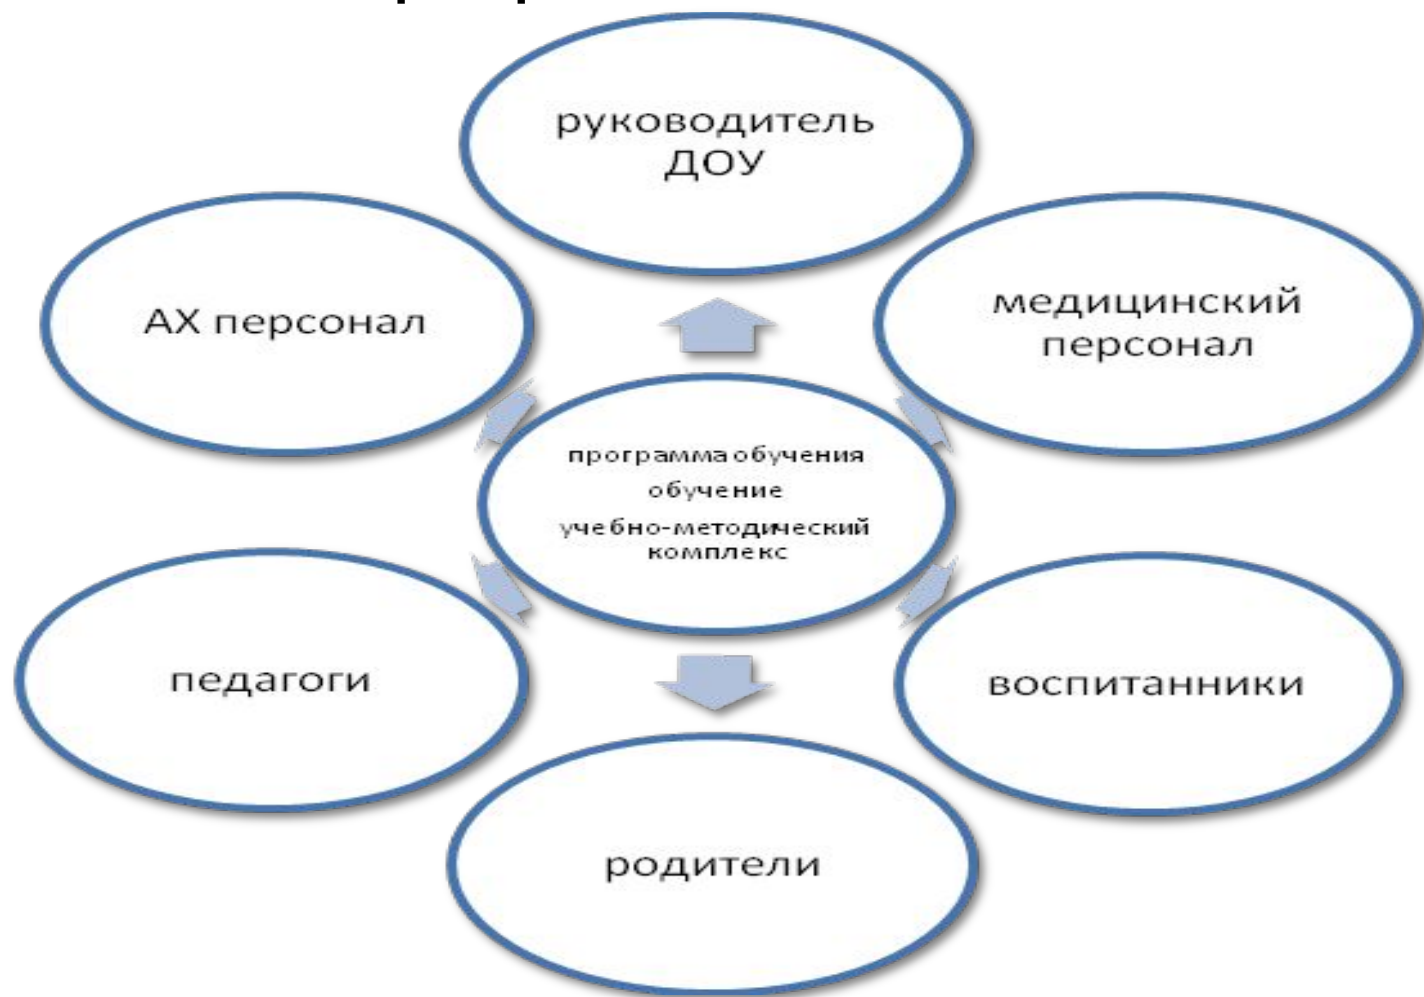 руководитель
ДОУ
АХ персонал
медицинский
персонал
программа обучения
обучение
учебно-методический
комплекс
педагоги
воспитанники
родители